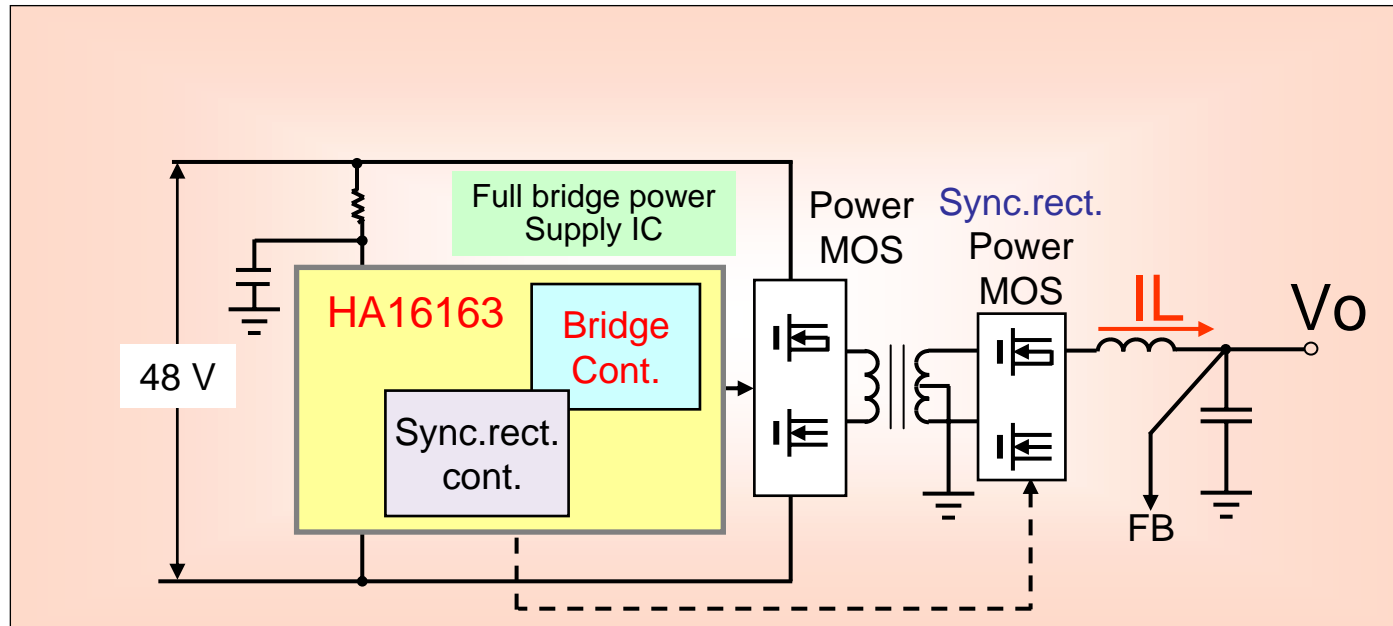 Full bridge power
Supply IC
Power
MOS
Sync.rect.
Power
MOS
HA16163
Bridge
Cont.
Sync.rect.
cont.
48 V
IL
Vo
FB